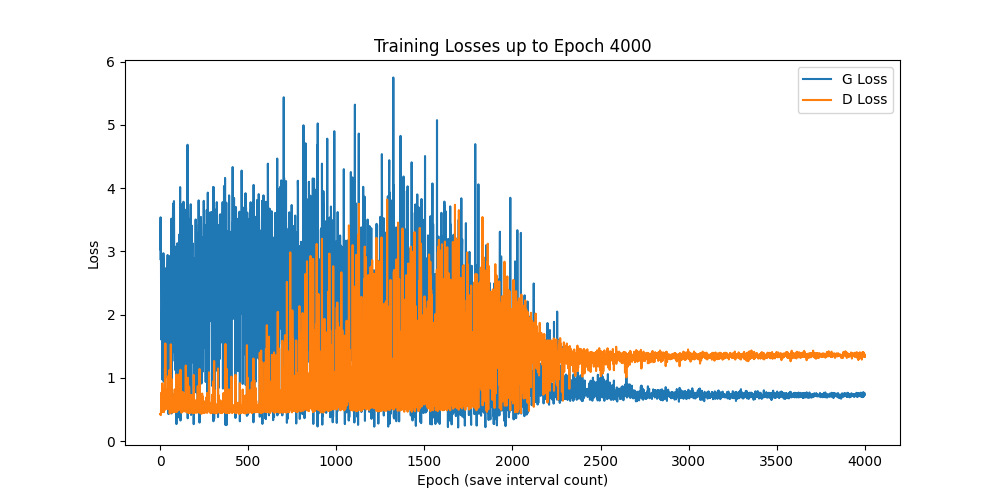 Training Losses up to Epoch 4000
G Loss
D Loss
Loss
6
5
4
3
2
1
0
0 500 1000 1500 2000 2500 3000 3500 4000
Epoch (save interval count)